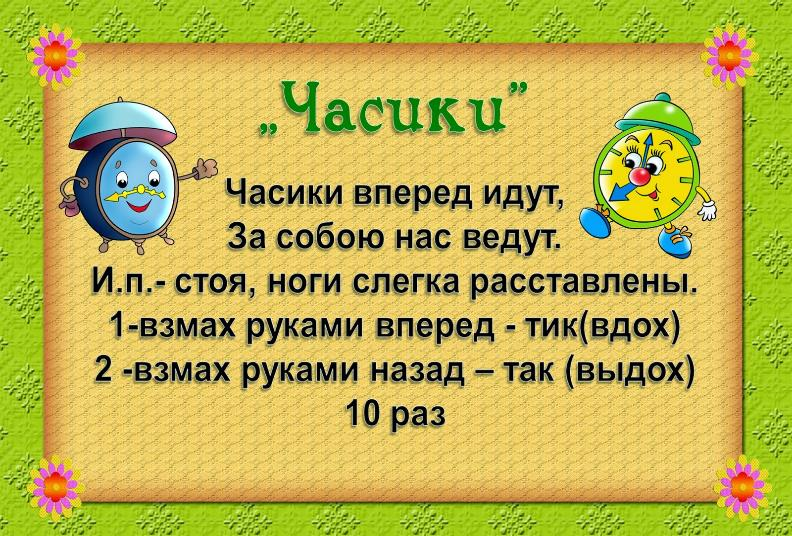 „Часики”
Часики вперед идут,
За собою нас ведут.
И.п.- стоя, ноги слегка расставлены.
1-взмах руками вперед - тик(вдох)
2 -взмах руками назад – так (выдох)
10 раз